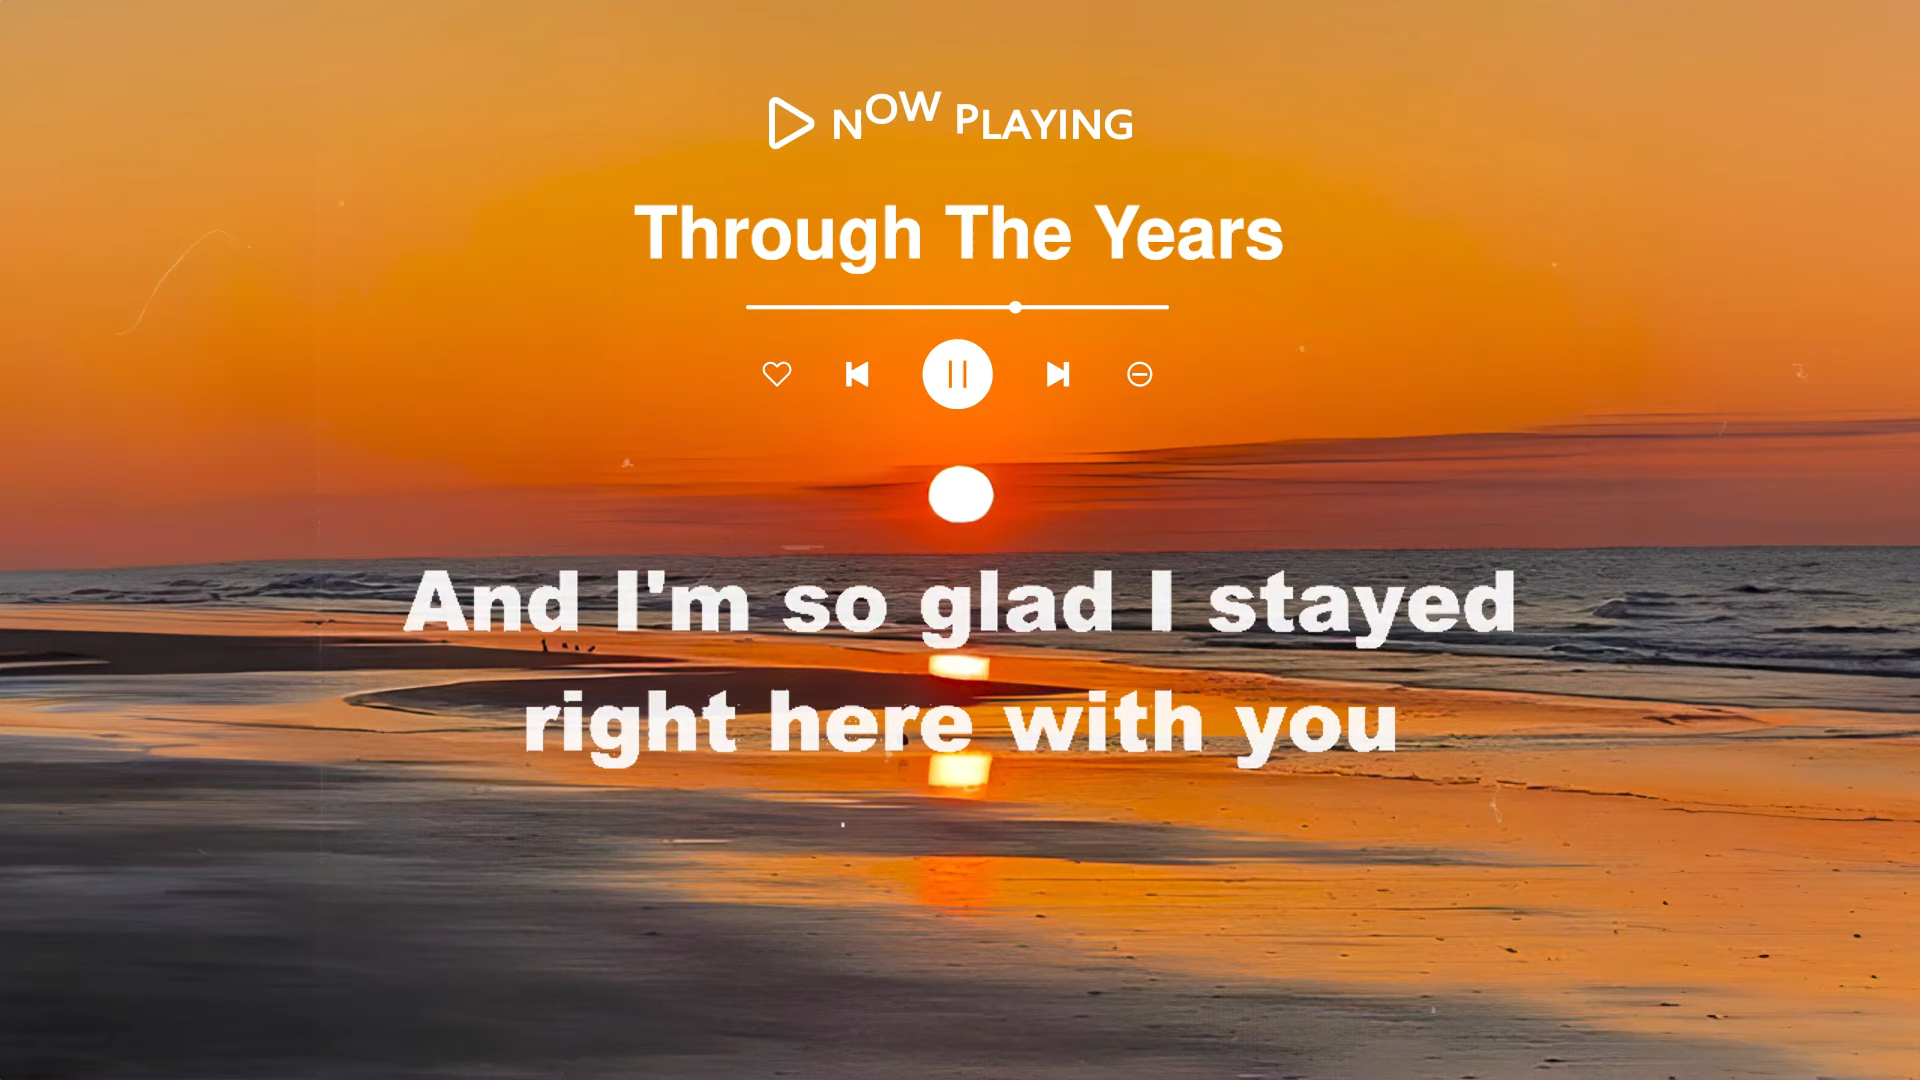 NOW PLAYING
Through The Years
And I'm so glad I stayed
right here with you